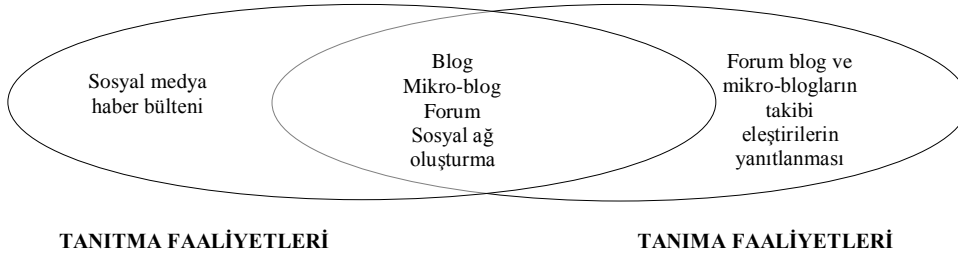 Sosyal medya
haber bülteni
Blog
Mikro-blog
Forum
Sosyal ağ
oluşturma
Forum blog ve
mikro-blogların
takibi
eleştirilerin
yanıtlanması
TANITMA FAALİYETLERİ
TANIMA FAALİYETLERİ